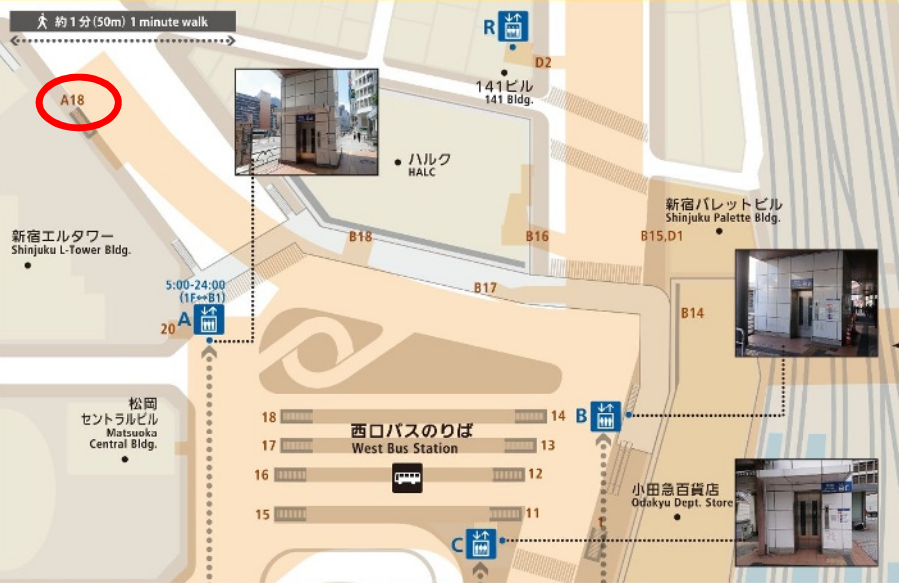 約1分(50m) 1 minute walk
R
D2
A18
141ビル
141 Bldg.
ハルク
HALC
新宿パレットビル
Shinjuku Palette Bldg.
新宿エルタワー
Shinjuku L-Tower Bldg.
B18
B16
B15,D1
5:00-24:00
(1F⇔B1)
B17
A
20
B14
松岡
セントラルビル
Matsuoka
Central Bldg.
18
14
B
西口バスのりば
West Bus Station
17
13
16
12
小田急百貨店
Odakyu Dept. Store
15
11
1
C